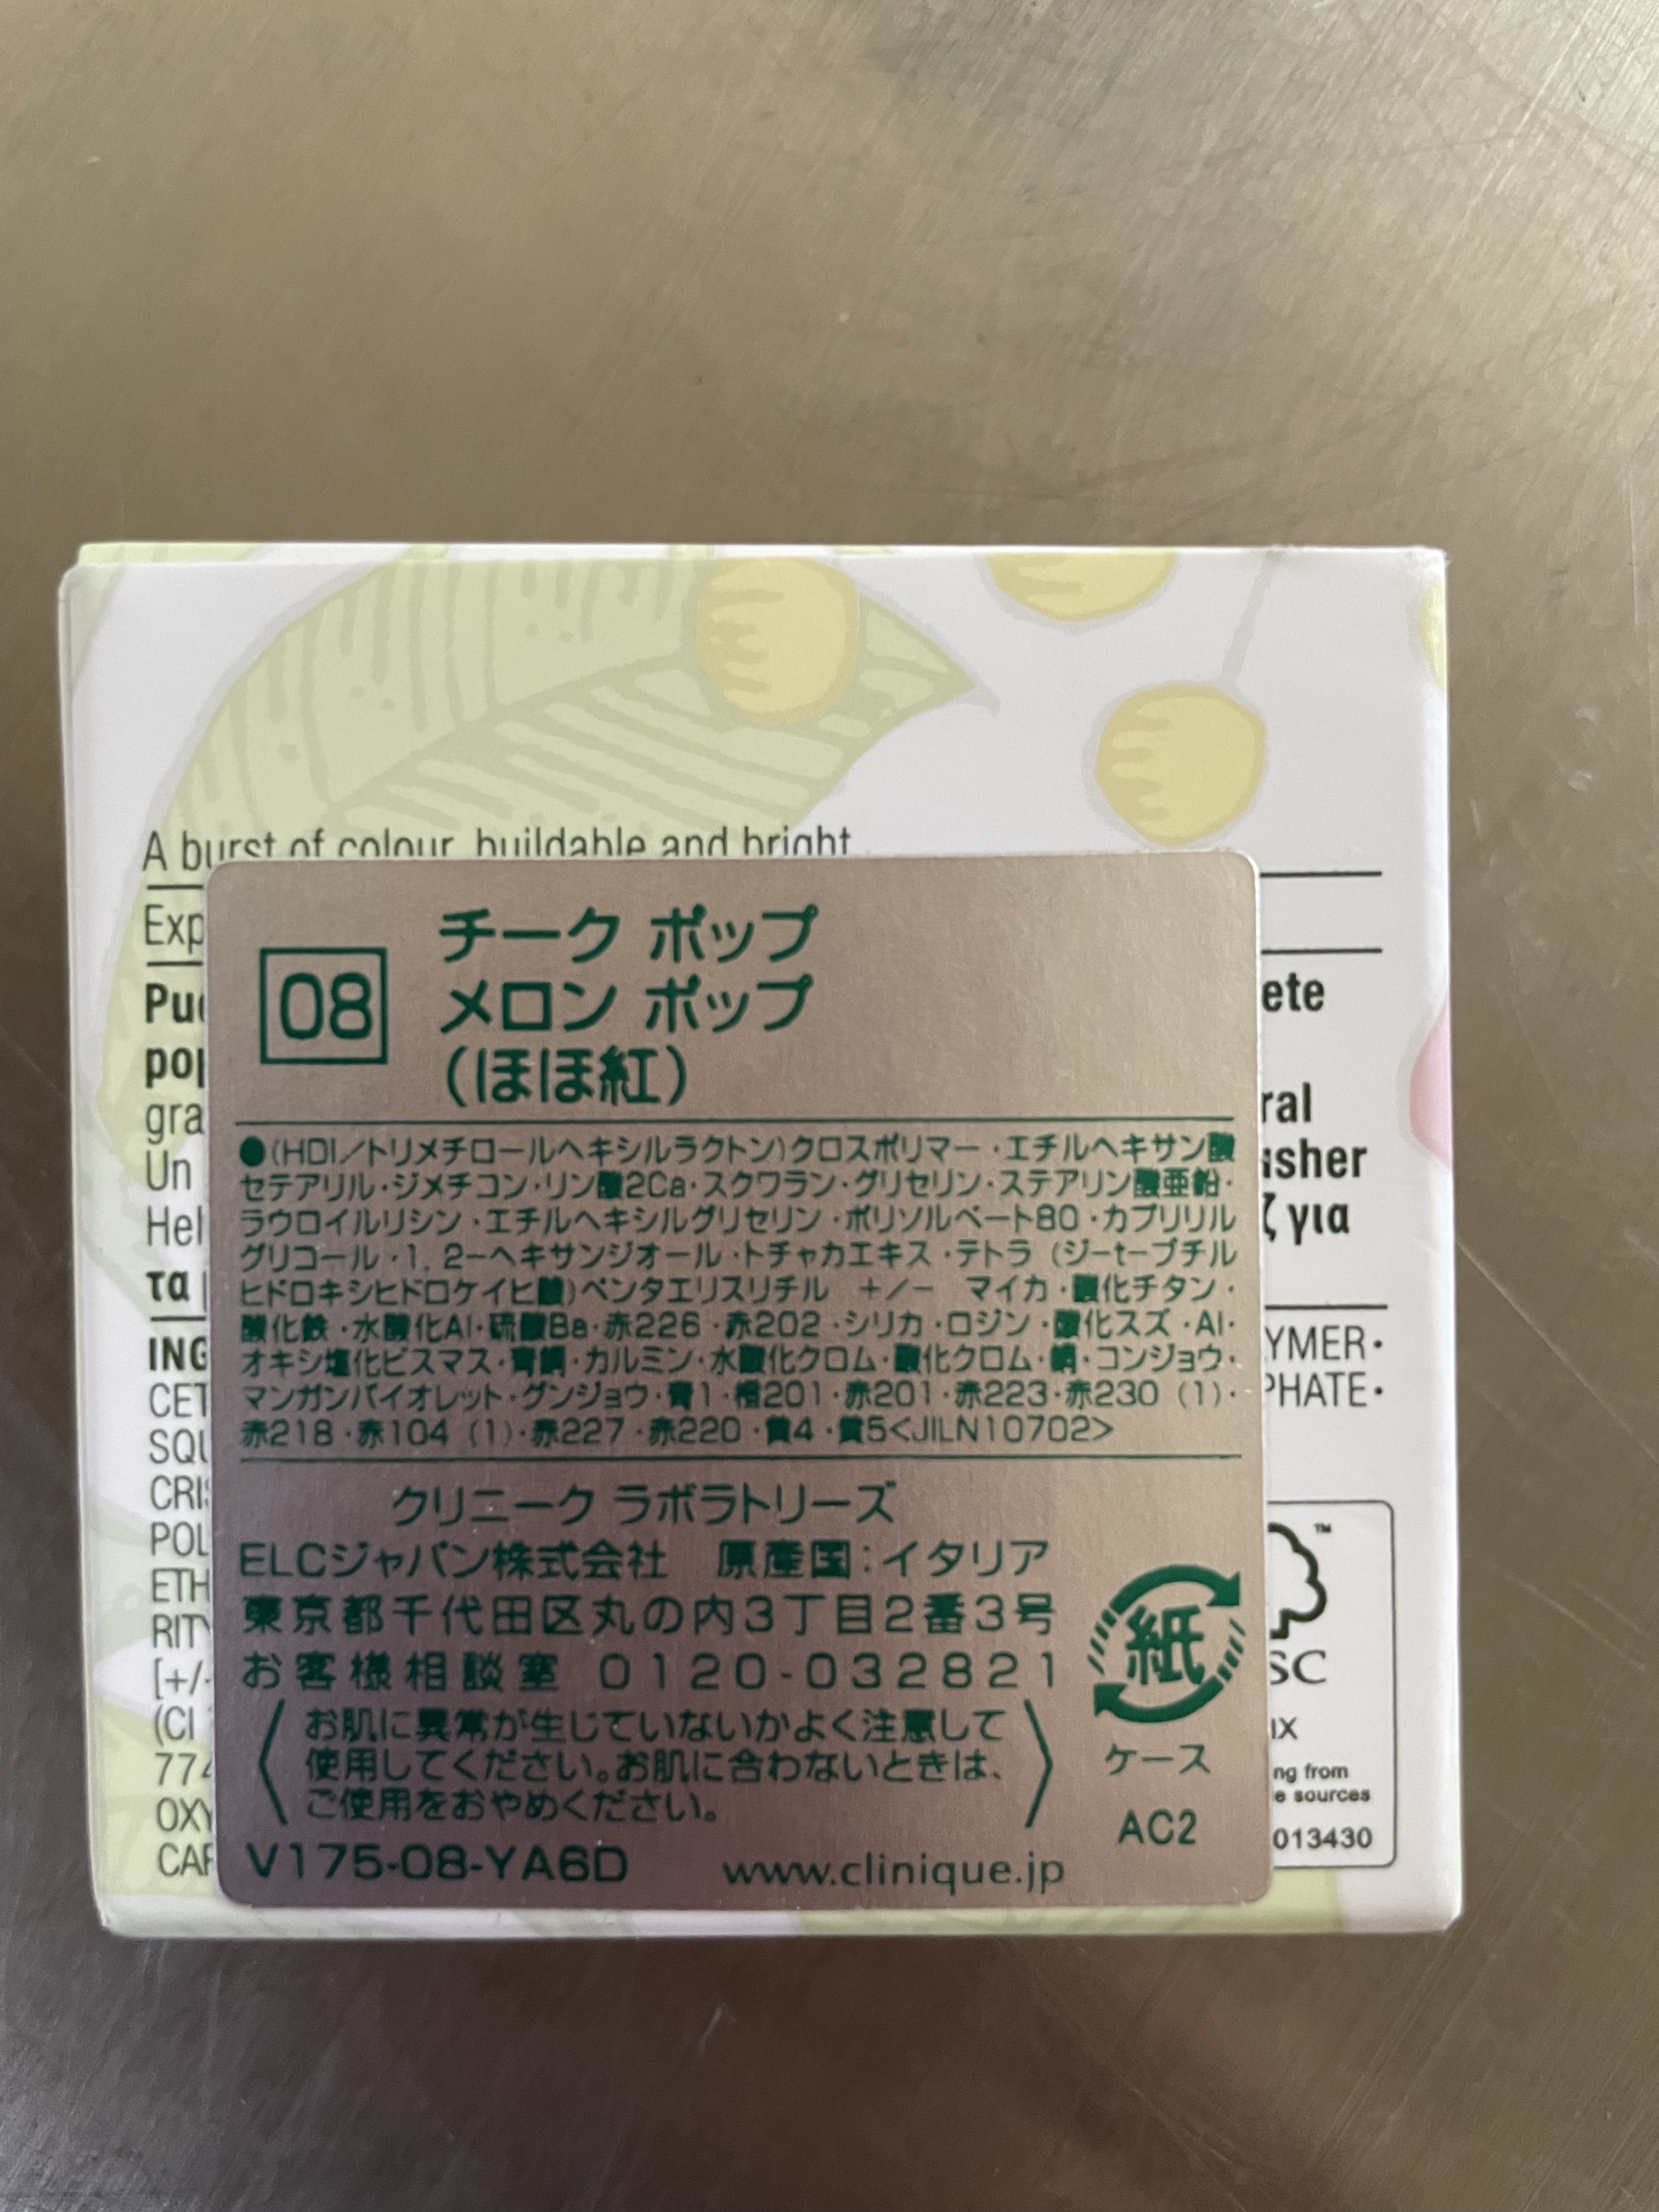 A burst of colour, buildable and bright
Exp
Puc
pop
gra
Un
Hel
τα
ING
CET
SQU
CRIS
POL
ETH
RITY
[+/-
(CI
774
OXY
CAR
08
チーク ポップ
メロン ポップ
(ほほ紅)
●(HDI/トリメチロールヘキシルラクトン)クロスポリマー・エチルヘキサン酸
セテアリル・ジメチコン・リン酸2Ca・スクワラン・グリセリン・ステアリン酸亜鉛・
ラウロイルリシン・エチルヘキシルグリセリン・ポリソルベート80・カプリリル
グリコール・1, 2-ヘキサンジオール・トチャカエキス・テトラ (ジ-t-ブチル
ヒドロキシヒドロケイヒ酸)ペンタエリスリチル +/- マイカ・酸化チタン・
酸化鉄・水酸化Al・硫酸Ba・赤226・赤202・シリカ・ロジン・酸化スズ・Al・
オキシ塩化ビスマス・青銅・カルミン・水酸化クロム・酸化クロム・銅・コンジョウ・
マンガンバイオレット・グンジョウ・青1・橙201・赤201・赤223・赤230 (1)・
赤218・赤104 (1)・赤227・赤220・黄4・黄5<JILN10702>
クリニーク ラボラトリーズ
ELCジャパン株式会社 原産国:イタリア
東京都千代田区丸の内3丁目2番3号
お客様相談室 0120-032821
お肌に異常が生じていないかよく注意して
使用してください。お肌に合わないときは、
ご使用をおやめください。
V175-08-YA6D www.clinique.jp
紙
ケース
AC2
ete
ral
usher
ζ για
YMER•
PHATE•
SC
IX
ng from
e sources
013430